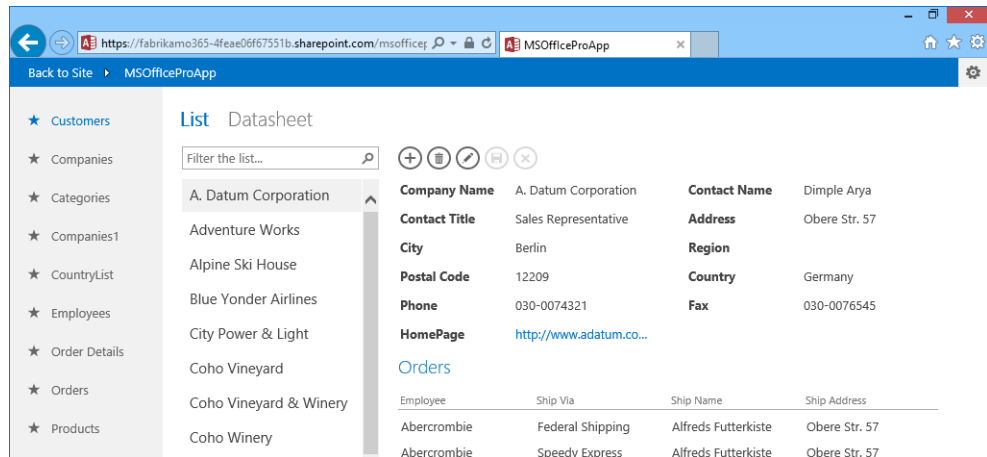 https://fabrikamo365-4feae06f67551b.sharepoint.com/msofficep
MSOfficeProApp
Back to Site MSOfficeProApp
Customers
Companies
Categories
Companies1
CountryList
Employees
Order Details
Orders
Products
List Datasheet
Filter the list...
A. Datum Corporation
Adventure Works
Alpine Ski House
Blue Yonder Airlines
City Power & Light
Coho Vineyard
Coho Vineyard & Winery
Coho Winery
Company Name A. Datum Corporation Contact Name Dimple Arya
Contact Title Sales Representative Address Obere Str. 57
City Berlin Region
Postal Code 12209 Country Germany
Phone 030-0074321 Fax 030-0076545
HomePage http://www.adatum.co...
Orders
Employee Ship Via Ship Name Ship Address
Abercrombie Federal Shipping Alfreds Futterkiste Obere Str. 57
Abercrombie Speedy Express Alfreds Futterkiste Obere Str. 57